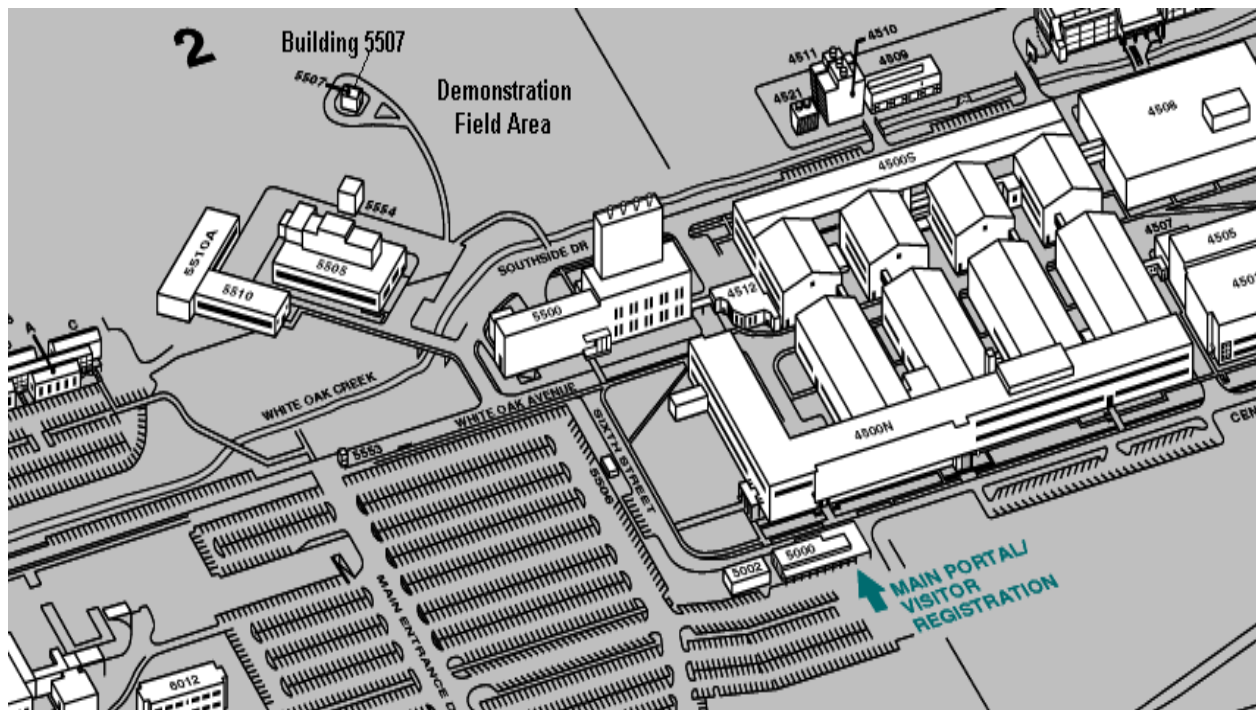 2
Building 5507
5507
Demonstration
Field Area
4510
4511
4509
4521
4508
4500S
5554
5510A
5505
5510
SOUTHSIDE DR
4507
4505
4512
5500
A
C
WHITE OAK CREEK
WHITE OAK AVENUE
4500N
SIXTH STREET
5553
5506
5000
5002
MAIN PORTAL/
VISITOR
REGISTRATION
MAIN ENTRANCE D
6012